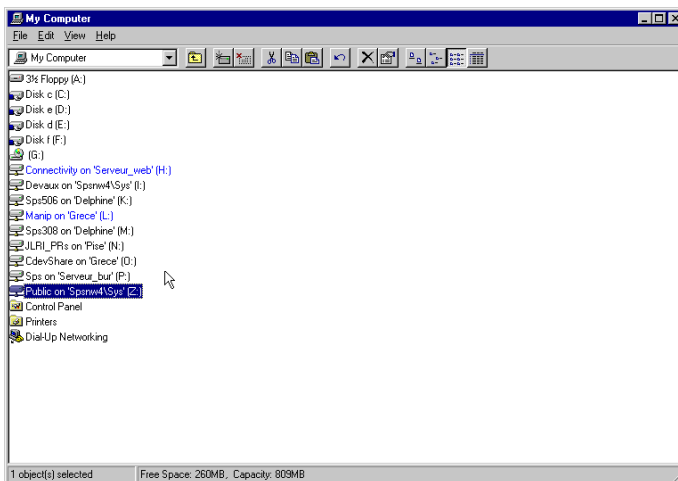 My Computer
File Edit View Help
My Computer
3½ Floppy (A:)
Disk c (C:)
Disk e (D:)
Disk d (E:)
Disk f (F:)
(G:)
Connectivity on 'Serveur_web' (H:)
Devaux on 'Spsnw4\Sys' (I:)
Sps506 on 'Delphine' (K:)
Manip on 'Grece' (L:)
Sps308 on 'Delphine' (M:)
JLRI_PRs on 'Pise' (N:)
CdevShare on 'Grece' (O:)
Sps on 'Serveur_bur' (P:)
Public on 'Spsnw4\Sys' (Z:)
Control Panel
Printers
Dial-Up Networking
1 object(s) selected Free Space: 260MB, Capacity: 809MB